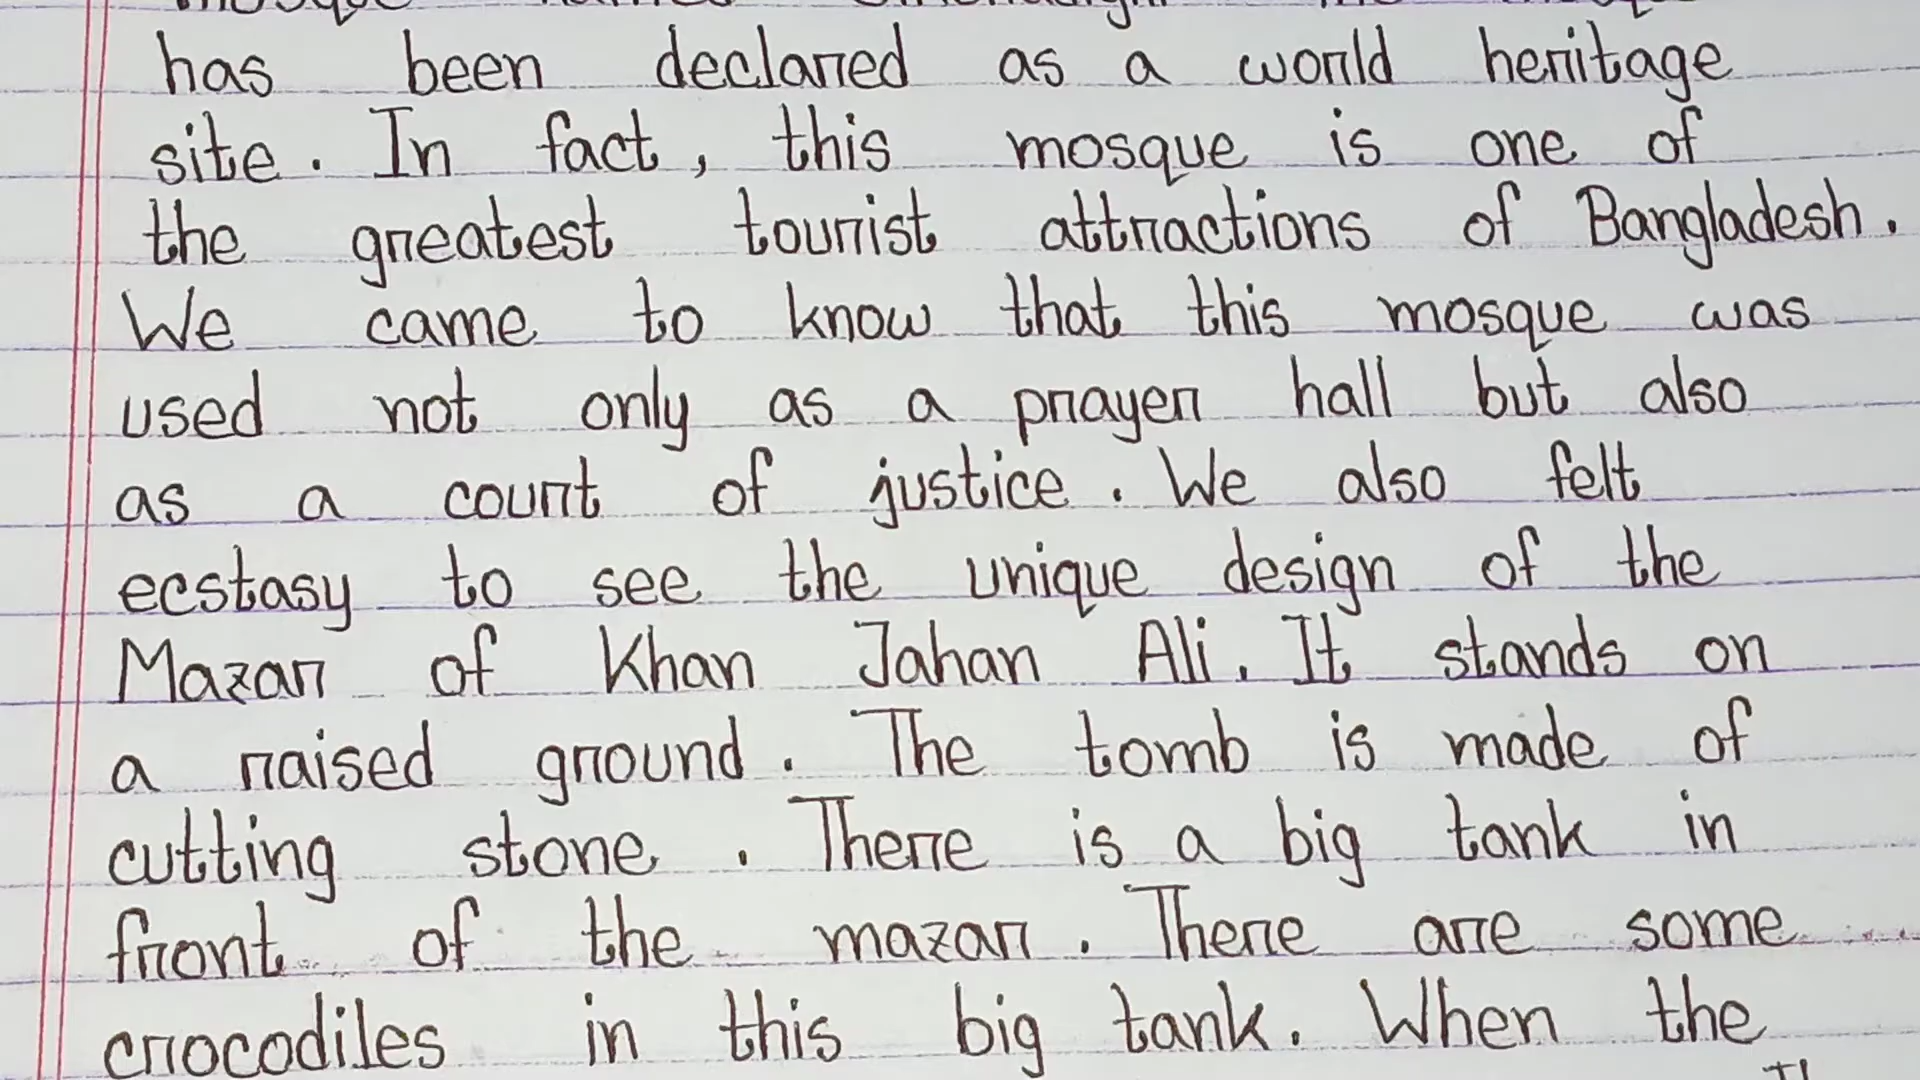 has been declared as a world heritage
site. In fact, this mosque is one of
the greatest tourist attractions of Bangladesh.
We came to know that this mosque was
used not only as a prayer hall but also
as a court of justice. We also felt
ecstasy to see the unique design of the
Mazar of Khan Jahan Ali. It stands on
a raised ground. The tomb is made of
cutting stone. There is a big tank in
front of the mazar. There are some
crocodiles in this big tank. When the